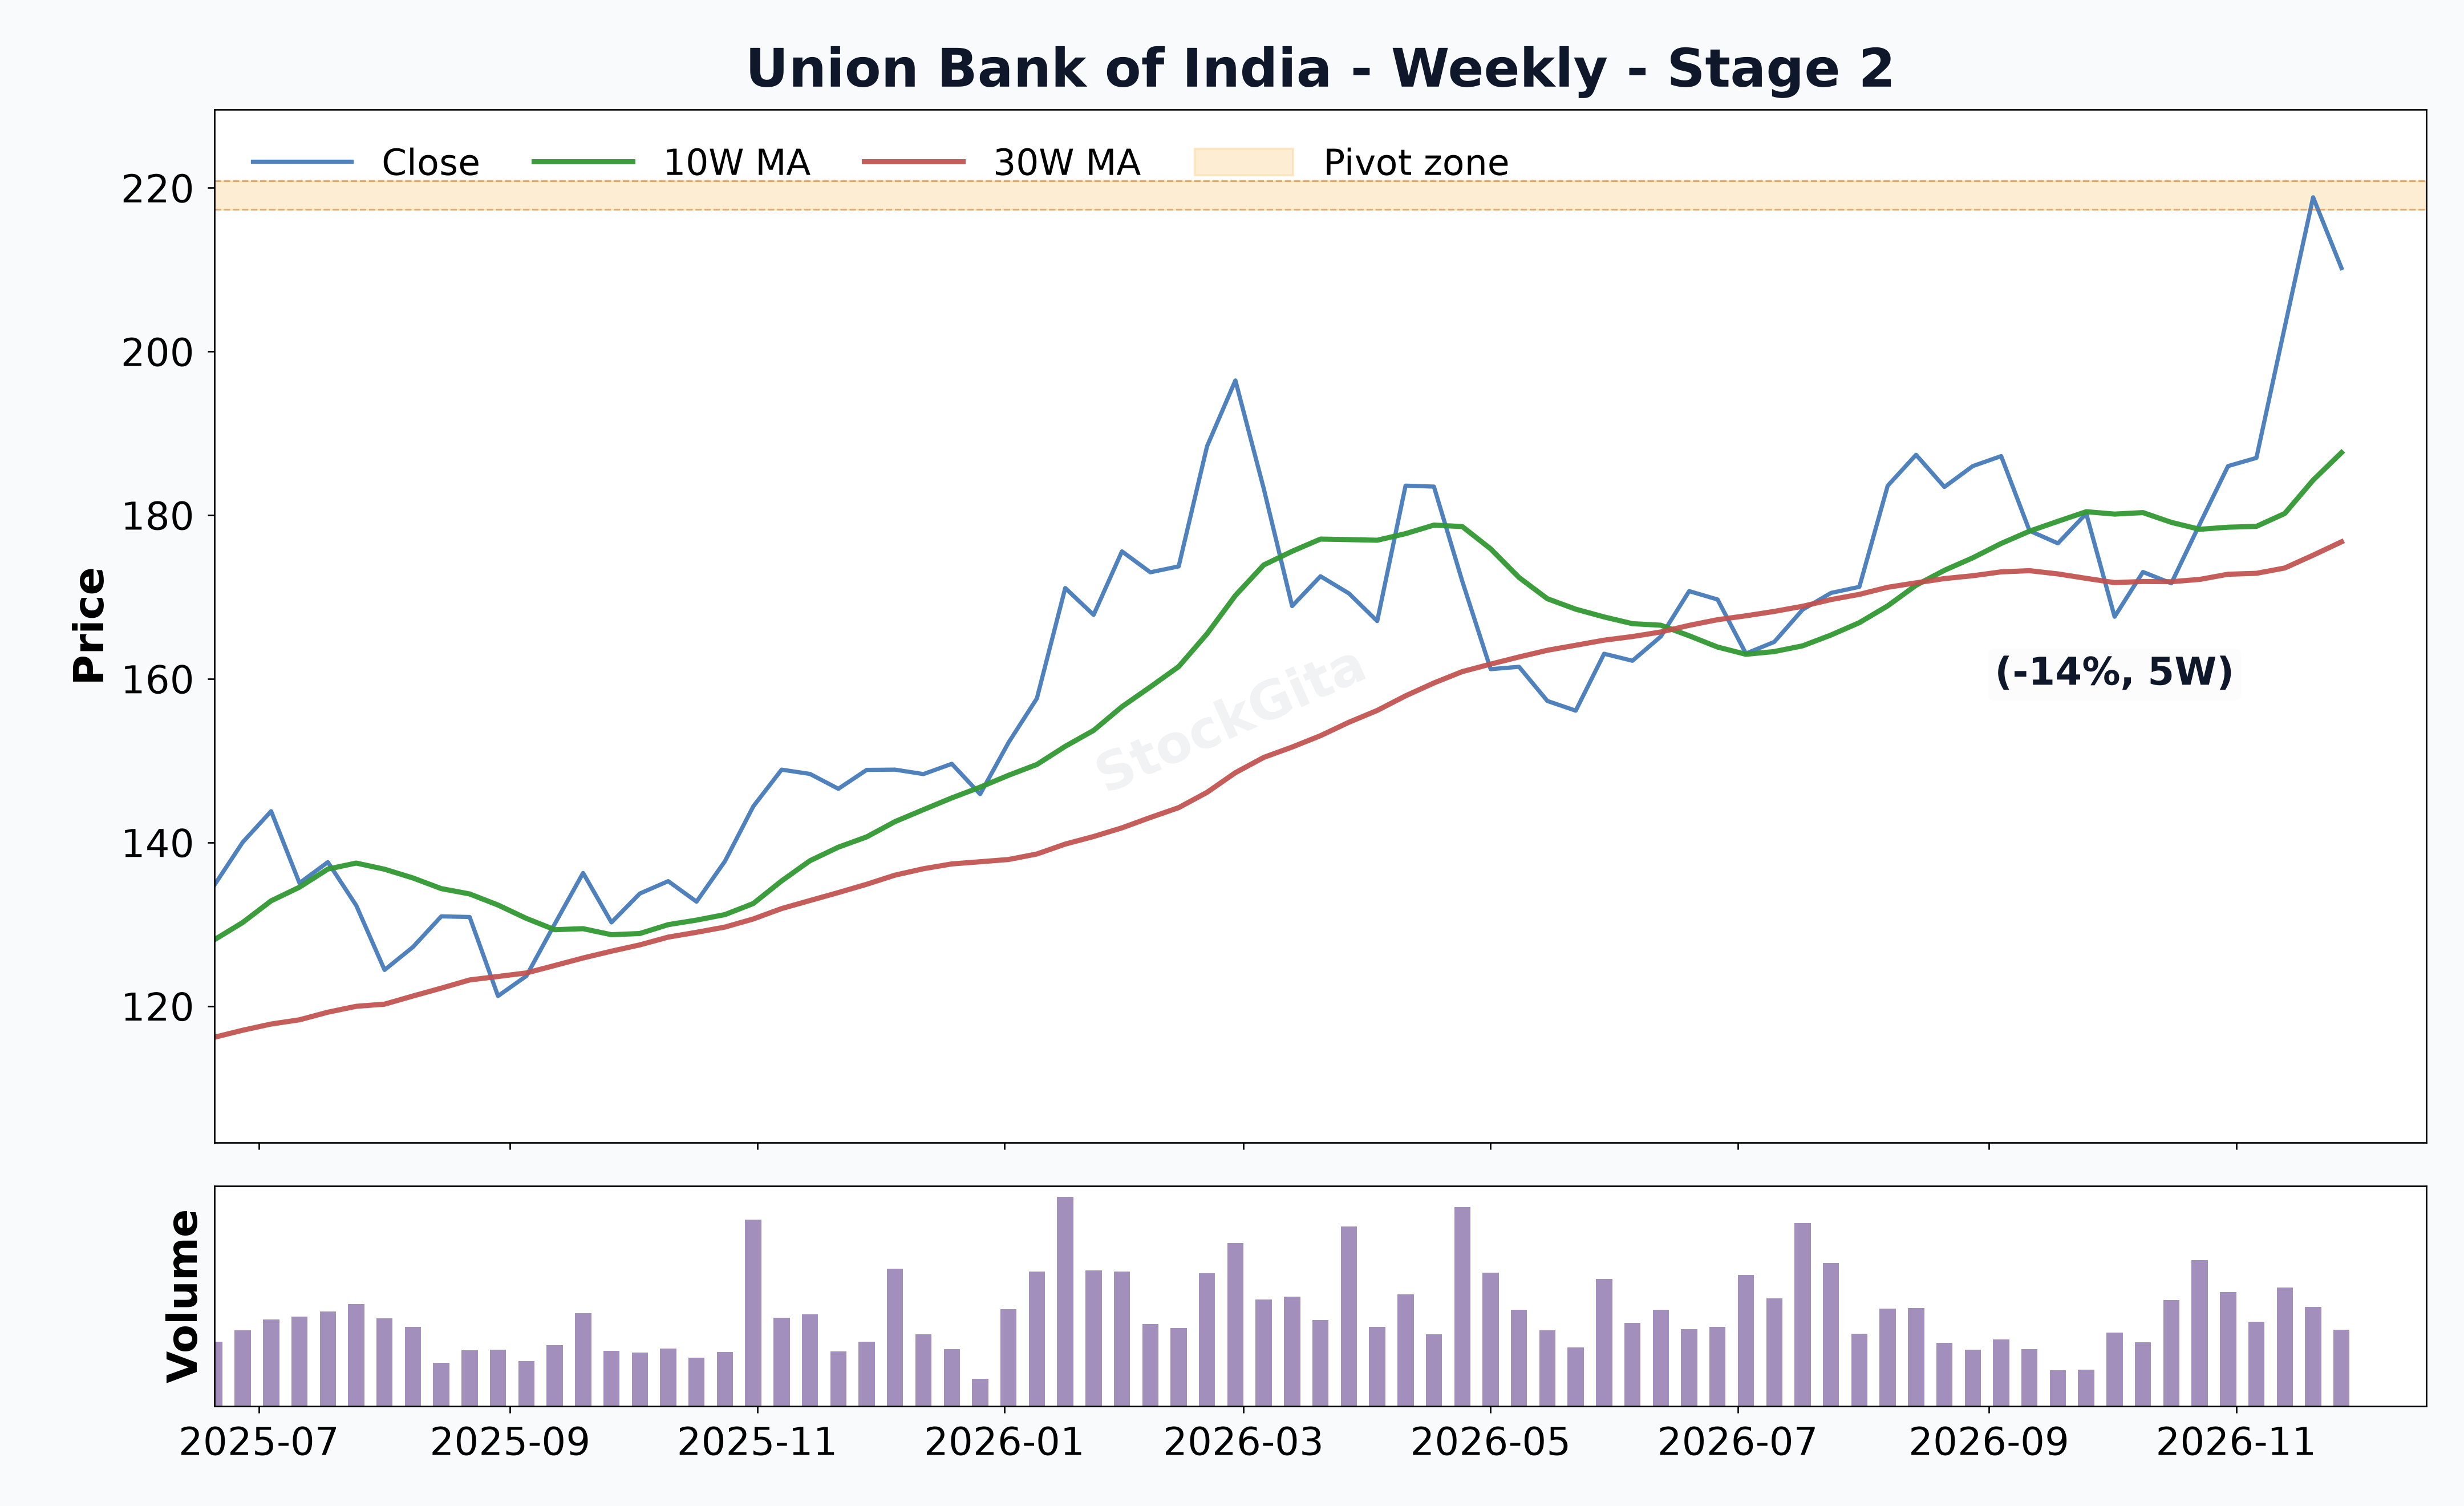 Union Bank of India - Weekly - Stage 2
Close 10W MA 30W MA Pivot zone
220
200
180
160
140
120
Price
(-14%, 5W)
StockGita
Volume
2025-07 2025-09 2025-11 2026-01 2026-03 2026-05 2026-07 2026-09 2026-11